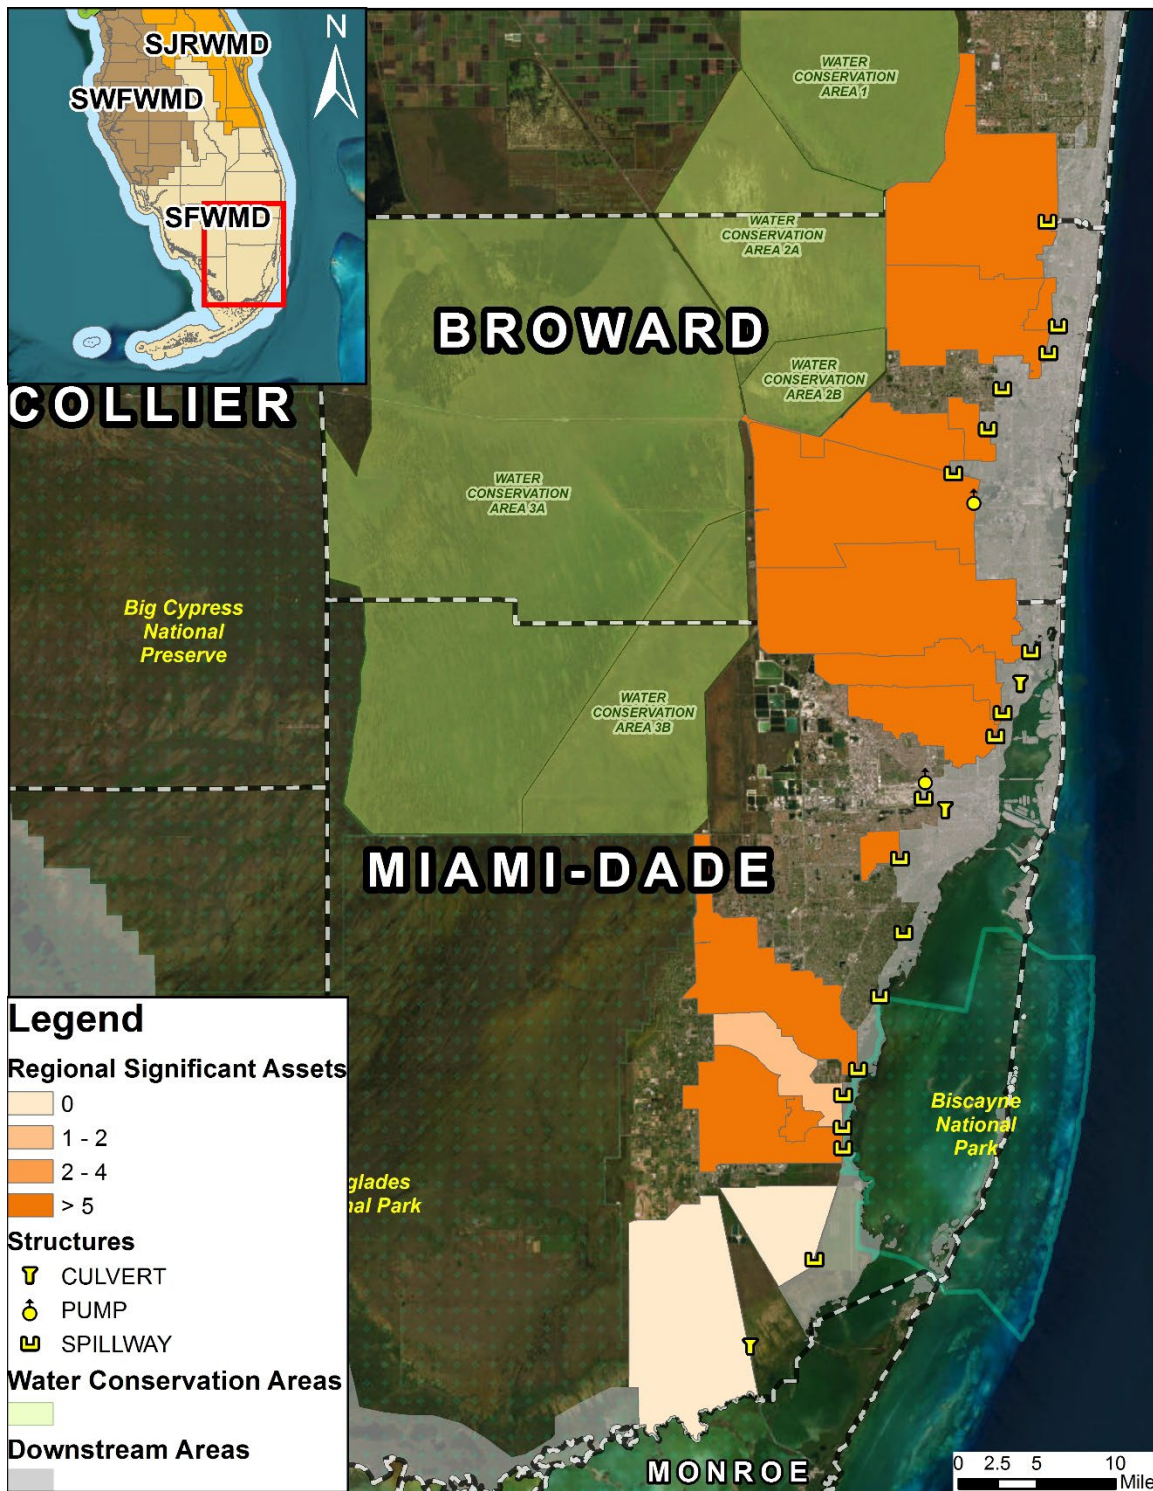 SJRWMD
N
SWFWMD
SFWMD
WATER
CONSERVATION
AREA 1
WATER
CONSERVATION
AREA 2A
BROWARD
WATER
CONSERVATION
AREA 2B
COLLIER
WATER
CONSERVATION
AREA 3A
Big Cypress
National
Preserve
WATER
CONSERVATION
AREA 3B
MIAMI-DADE
Biscayne
National
Park
glades
nal Park
Legend
Regional Significant Assets
0
1 - 2
2 - 4
> 5
Structures
CULVERT
PUMP
SPILLWAY
Water Conservation Areas
Downstream Areas
MONROE
0 2.5 5 10
Mile